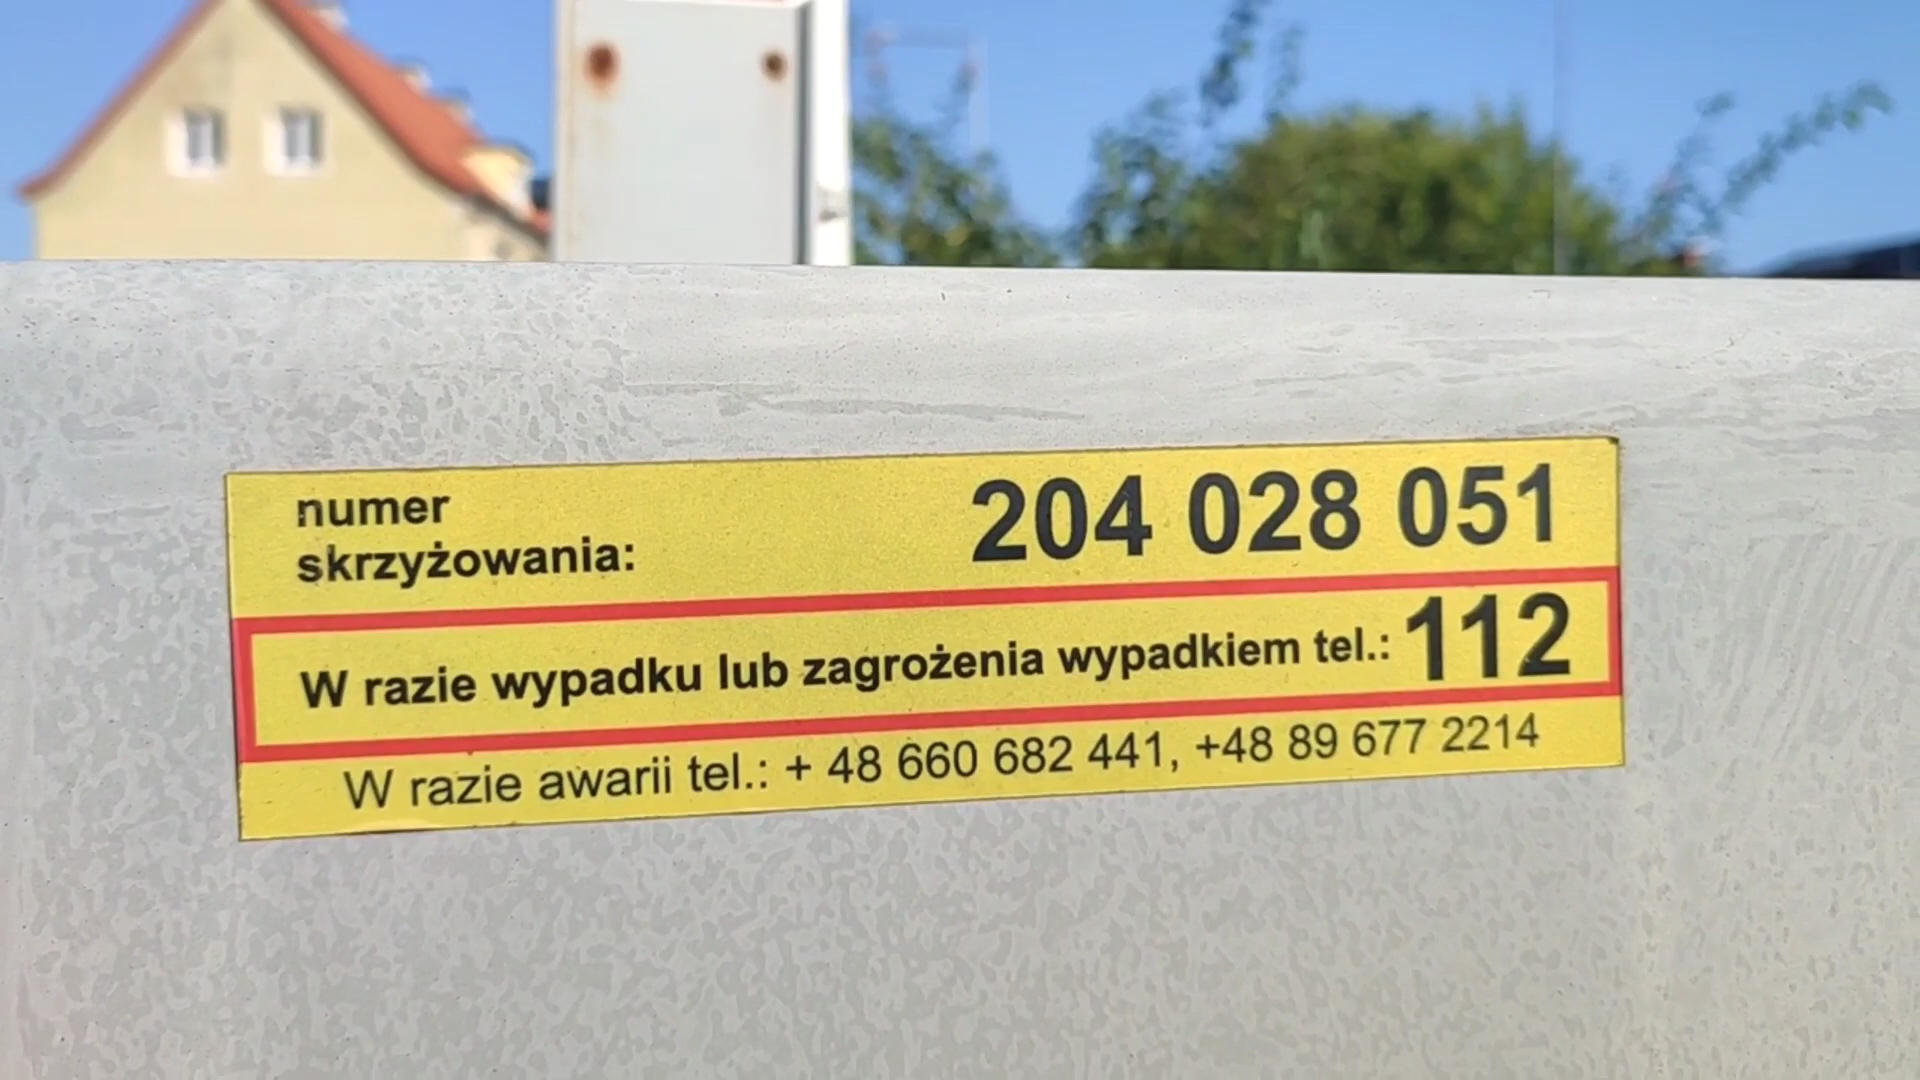 numer
skrzyżowania: 204 028 051
W razie wypadku lub zagrożenia wypadkiem tel.: 112
W razie awarii tel.: + 48 660 682 441, +48 89 677 2214